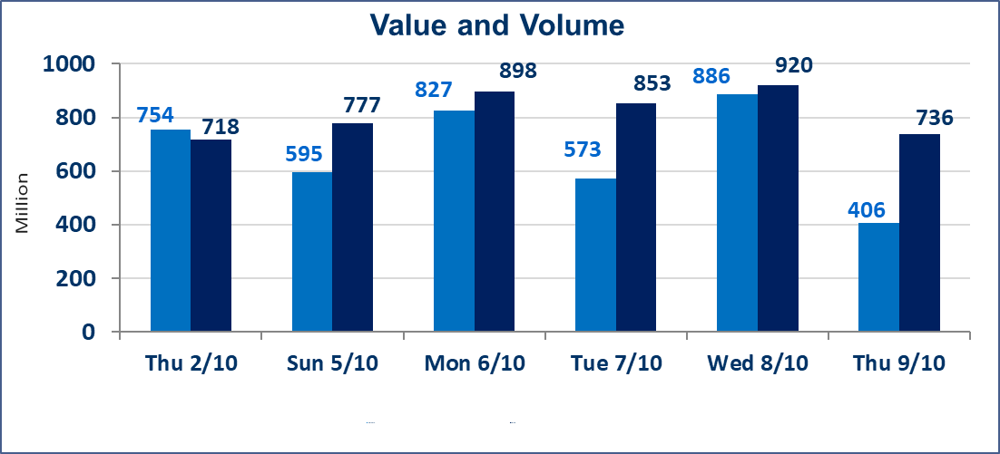 Value and Volume
1000
800
600
400
200
0
Million
754
718
595
777
827
898
573
853
886
920
406
736
Thu 2/10
Sun 5/10
Mon 6/10
Tue 7/10
Wed 8/10
Thu 9/10